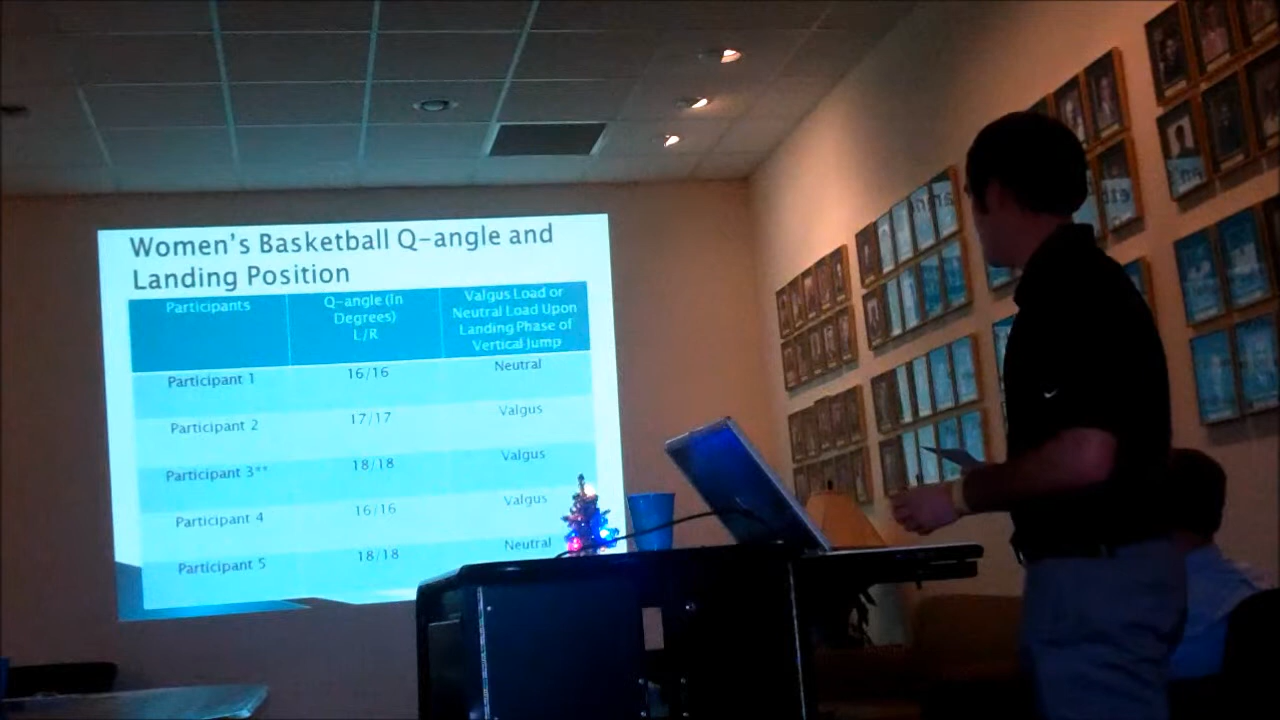 Women's Basketball Q-angle and
Landing Position
Participants
Q-angle (In
Degrees)
L/R
Valgus Load or
Neutral Load Upon
Landing Phase of
Vertical Jump
Participant 1 16/16 Neutral
Participant 2 17/17 Valgus
Participant 3** 18/18 Valgus
Participant 4 16/16 Valgus
Participant 5 18/18 Neutral